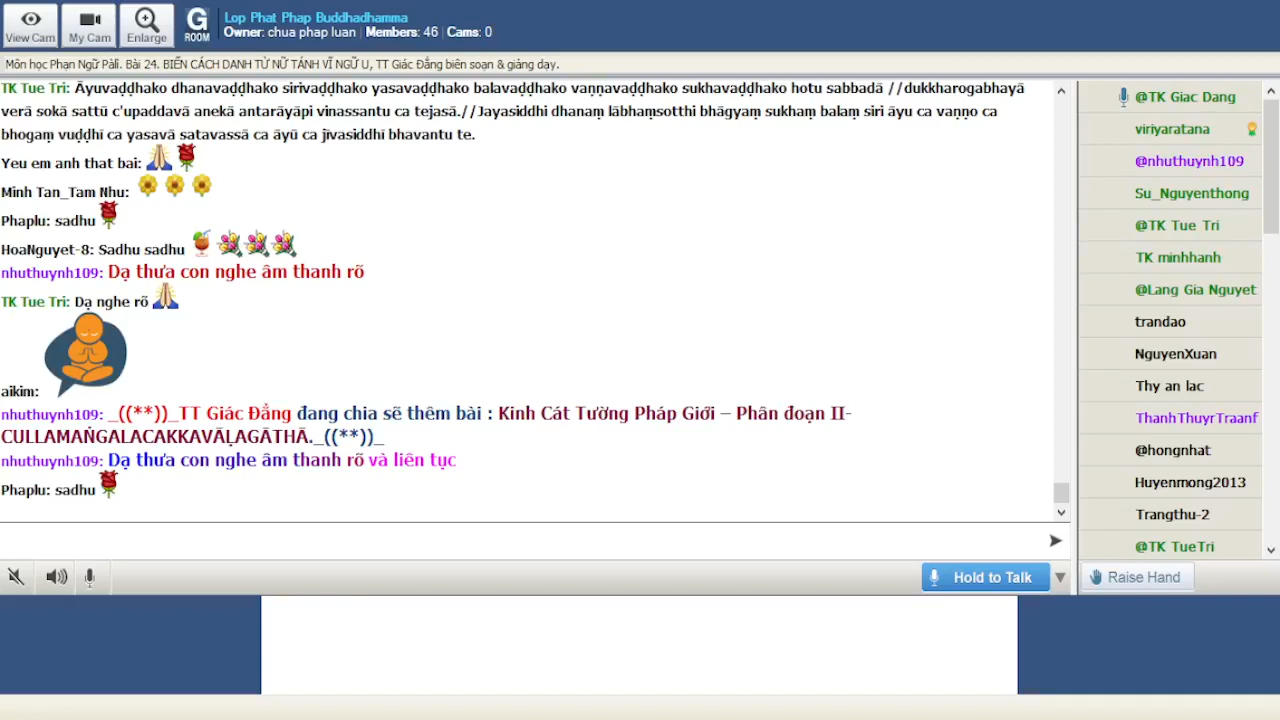 View Cam
My Cam
Enlarge
G
ROOM
Lop Phat Phap Buddhadhamma
Owner: chua phap luan | Members: 46 | Cams: 0
Môn học Phạn Ngữ Pāli. Bài 24. BIẾN CÁCH DANH TỪ NỮ TÁNH VĨ NGỮ U, TT Giác Đẳng biên soạn & giảng dạy.
TK Tue Tri: Āyuvaḍḍhako dhanavaḍḍhako sirivaḍḍhako yasavaḍḍhako balavaḍḍhako vaṇṇavaḍḍhako sukhavaḍḍhako hotu sabbadā //dukkharogabhayā
verā sokā sattū c'upaddavā anekā antarāyāpi vinassantu ca tejasā.//Jayasiddhi dhanaṃ lābhaṃsotthi bhāgyaṃ sukhaṃ balaṃ siri āyu ca vaṇṇo ca
bhogaṃ vuḍḍhī ca yasavā satavassā ca āyū ca jīvasiddhi bhavantu te.
Yeu em anh that bai:
Minh Tan_Tam Nhu:
Phaplu: sadhu
HoaNguyet-8: Sadhu sadhu
nhuthuynh109: Dạ thưa con nghe âm thanh rõ
TK Tue Tri: Dạ nghe rõ
aikim:
nhuthuynh109: _((**))_TT Giác Đẳng đang chia sẽ thêm bài : Kinh Cát Tường Pháp Giới – Phân đoạn II-
CULLAMAṄGALACAKKAVĀḶAGĀTHĀ._((**))_
nhuthuynh109: Dạ thưa con nghe âm thanh rõ và liên tục
Phaplu: sadhu
@TK Giac Dang
viriyaratana
@nhuthuynh109
Su_Nguyenthong
@TK Tue Tri
TK minhhanh
@Lang Gia Nguyet
trandao
NguyenXuan
Thy an lac
ThanhThuyrTraanf
@hongnhat
Huyenmong2013
Trangthu-2
@TK TueTri
Hold to Talk
Raise Hand